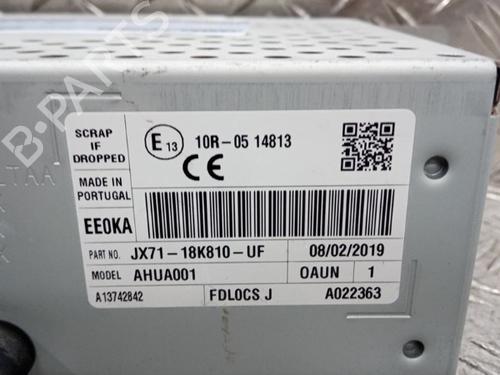 B-PARTS
SCRAP
IF
DROPPED
E 13
10R-05 14813
CE
MADE IN
PORTUGAL
EE0KA
PART NO. JX71-18K810-UF 08/02/2019
MODEL AHUA001 OAUN 1
A13742842 FDL0CS J A022363